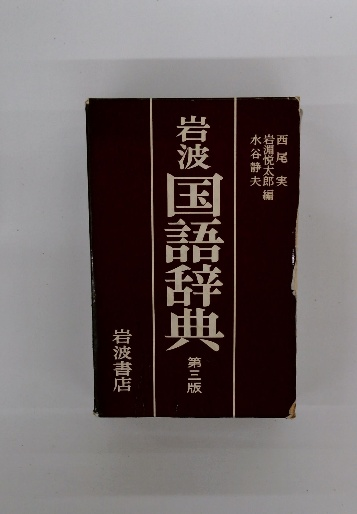 西尾 実
岩淵悦太郎 編
水谷静夫
岩波
国語辞典
第三版
岩波書店